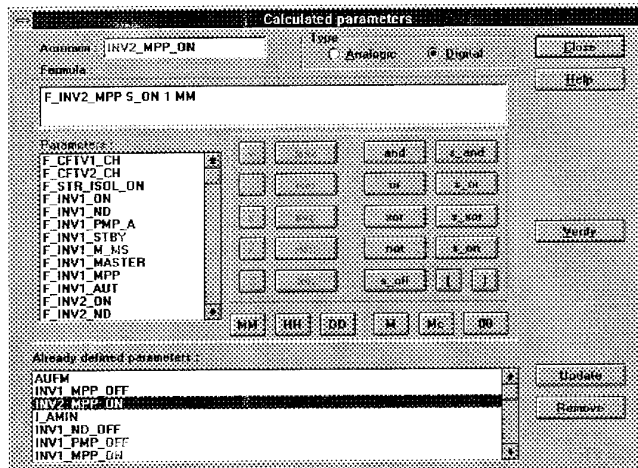 Calculated parameters
Acronym : INV2_MPP_ON
Type
Analogic Digital
Close
Formula
Help
F_INV2_MPP S_ON 1 MM
Parameters :
F_CFTV1_CH
F_CFTV2_CH
F_STR_ISOL_ON
F_INV1_ON
F_INV1_ND
F_INV1_PMP_A
F_INV1_STBY
F_INV1_M_MS
F_INV1_MASTER
F_INV1_MPP
F_INV1_AUT
F_INV2_ON
F_INV2_ND
and s_and
or s_or
xor s_xor
not s_on
s_off ( )
MM HH DD M Mc
Verify
Already defined parameters :
AUFM
INV1_MPP_OFF
INV2_MPP_ON
I_AMIN
INV1_ND_OFF
INV1_PMP_OFF
INV1_MPP_ON
Update
Remove